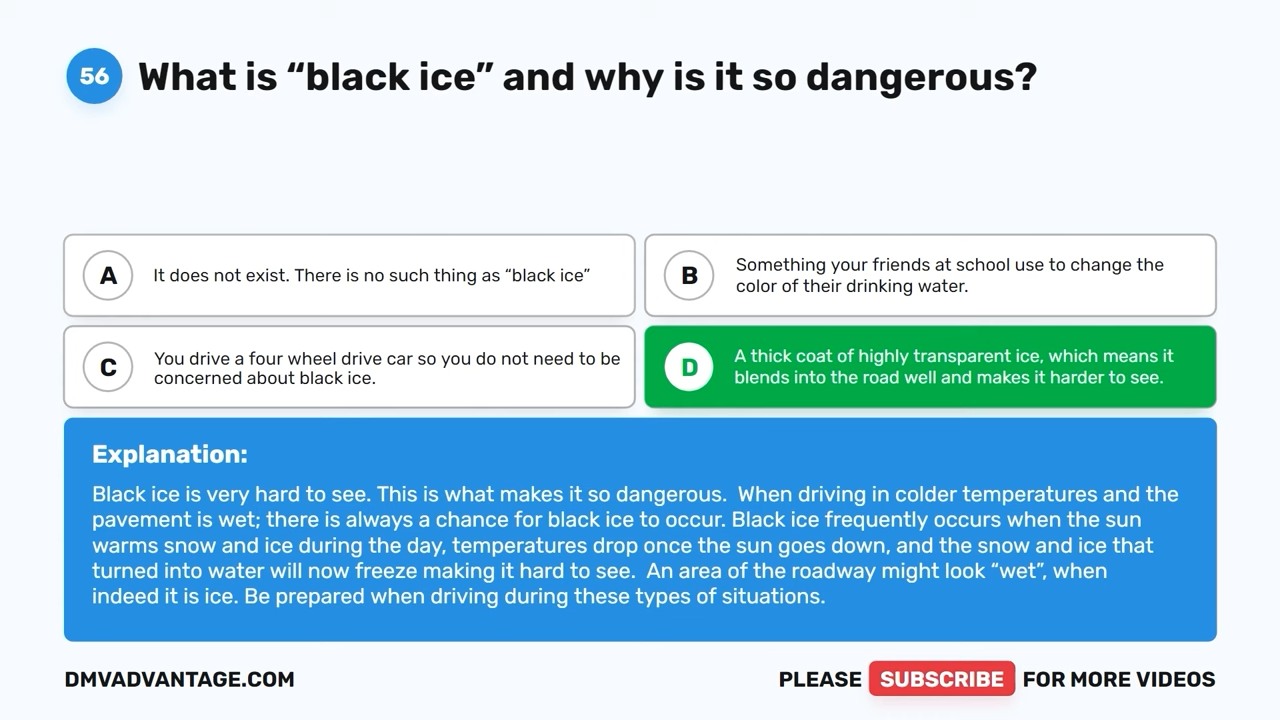 56
What is “black ice” and why is it so dangerous?
A
It does not exist. There is no such thing as “black ice”
B
Something your friends at school use to change the
color of their drinking water.
C
You drive a four wheel drive car so you do not need to be
concerned about black ice.
D
A thick coat of highly transparent ice, which means it
blends into the road well and makes it harder to see.
Explanation:
Black ice is very hard to see. This is what makes it so dangerous.  When driving in colder temperatures and the
pavement is wet; there is always a chance for black ice to occur. Black ice frequently occurs when the sun
warms snow and ice during the day, temperatures drop once the sun goes down, and the snow and ice that
turned into water will now freeze making it hard to see.  An area of the roadway might look “wet”, when
indeed it is ice. Be prepared when driving during these types of situations.
DMVADVANTAGE.COM
PLEASE SUBSCRIBE FOR MORE VIDEOS